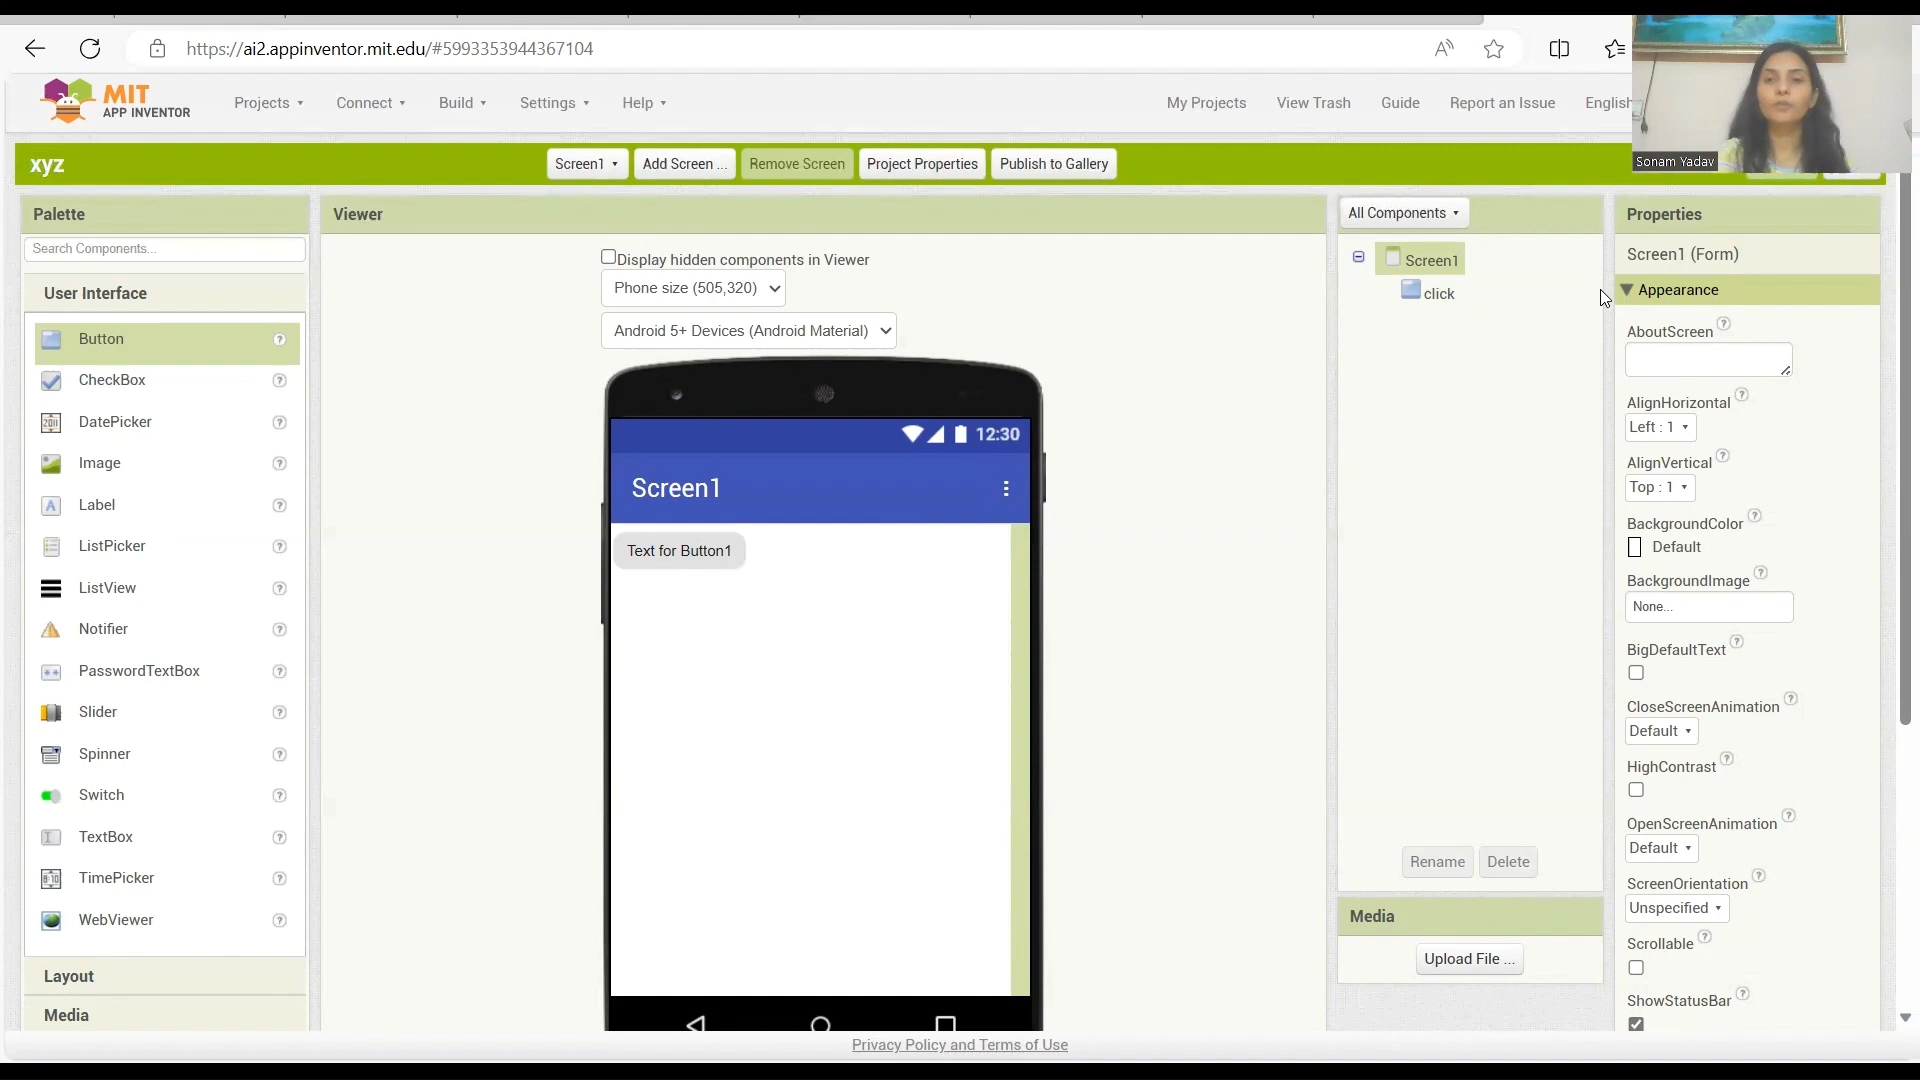 https://ai2.appinventor.mit.edu/#5993353944367104
MIT
APP INVENTOR
Projects
Connect
Build
Settings
Help
My Projects
View Trash
Guide
Report an Issue
English
Sonam Yadav
xyz
Screen1
Add Screen ...
Remove Screen
Project Properties
Publish to Gallery
Palette
Search Components...
User Interface
Button
CheckBox
DatePicker
Image
Label
ListPicker
ListView
Notifier
PasswordTextBox
Slider
Spinner
Switch
TextBox
TimePicker
WebViewer
Layout
Media
Viewer
Display hidden components in Viewer
Phone size (505,320)
Android 5+ Devices (Android Material)
12:30
Screen1
Text for Button1
All Components
Screen1
click
Rename
Delete
Media
Upload File ...
Properties
Screen1 (Form)
Appearance
AboutScreen
AlignHorizontal
Left : 1
AlignVertical
Top : 1
BackgroundColor
Default
BackgroundImage
None...
BigDefaultText
CloseScreenAnimation
Default
HighContrast
OpenScreenAnimation
Default
ScreenOrientation
Unspecified
Scrollable
ShowStatusBar
Privacy Policy and Terms of Use